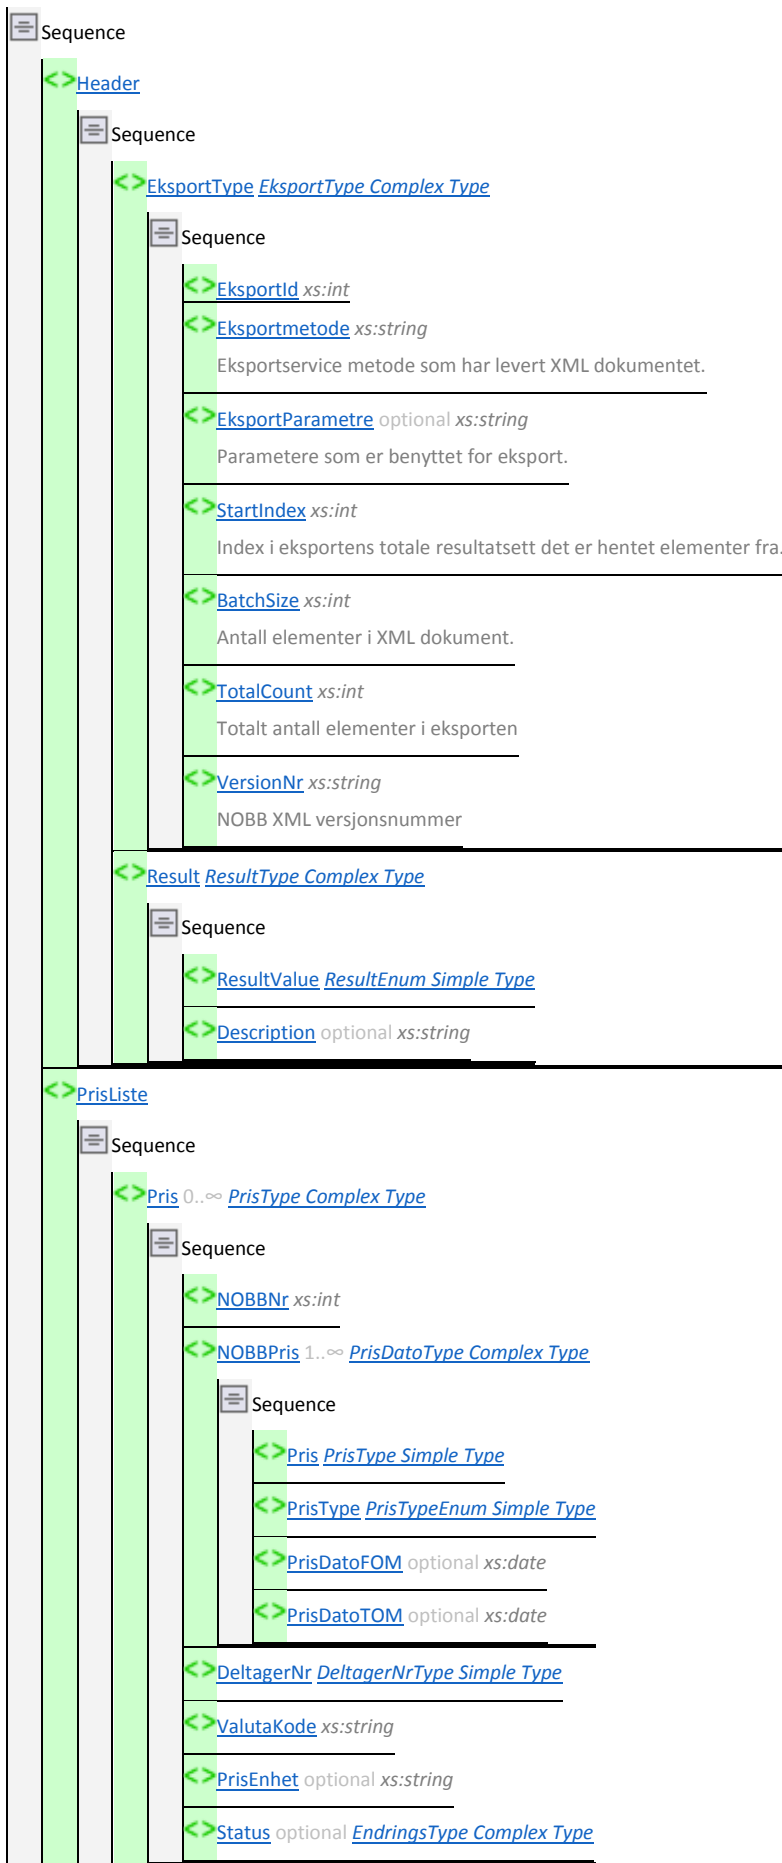 Sequence
Header
Sequence
EksportType EksportType Complex Type
Sequence
EksportId xs:int
Eksportmetode xs:string
Eksportservice metode som har levert XML dokumentet.
EksportParametre optional xs:string
Parametere som er benyttet for eksport.
StartIndex xs:int
Index i eksportens totale resultatsett det er hentet elementer fra.
BatchSize xs:int
Antall elementer i XML dokument.
TotalCount xs:int
Totalt antall elementer i eksporten
VersionNr xs:string
NOBB XML versjonsnummer
Result ResultType Complex Type
Sequence
ResultValue ResultEnum Simple Type
Description optional xs:string
PrisListe
Sequence
Pris 0..∞ PrisType Complex Type
Sequence
NOBBNr xs:int
NOBBPris 1..∞ PrisDatoType Complex Type
Sequence
Pris PrisType Simple Type
PrisType PrisTypeEnum Simple Type
PrisDatoFOM optional xs:date
PrisDatoTOM optional xs:date
DeltagerNr DeltagerNrType Simple Type
ValutaKode xs:string
PrisEnhet optional xs:string
Status optional EndringsType Complex Type